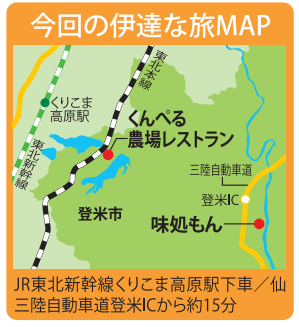 今回の伊達な旅MAP
東北本線
くりこま
高原駅
東北新幹線
くんぺる
農場レストラン
三陸自動車道
登米IC
登米市
味処もん
JR東北新幹線くりこま高原駅下車／仙
三陸自動車道登米ICから約15分